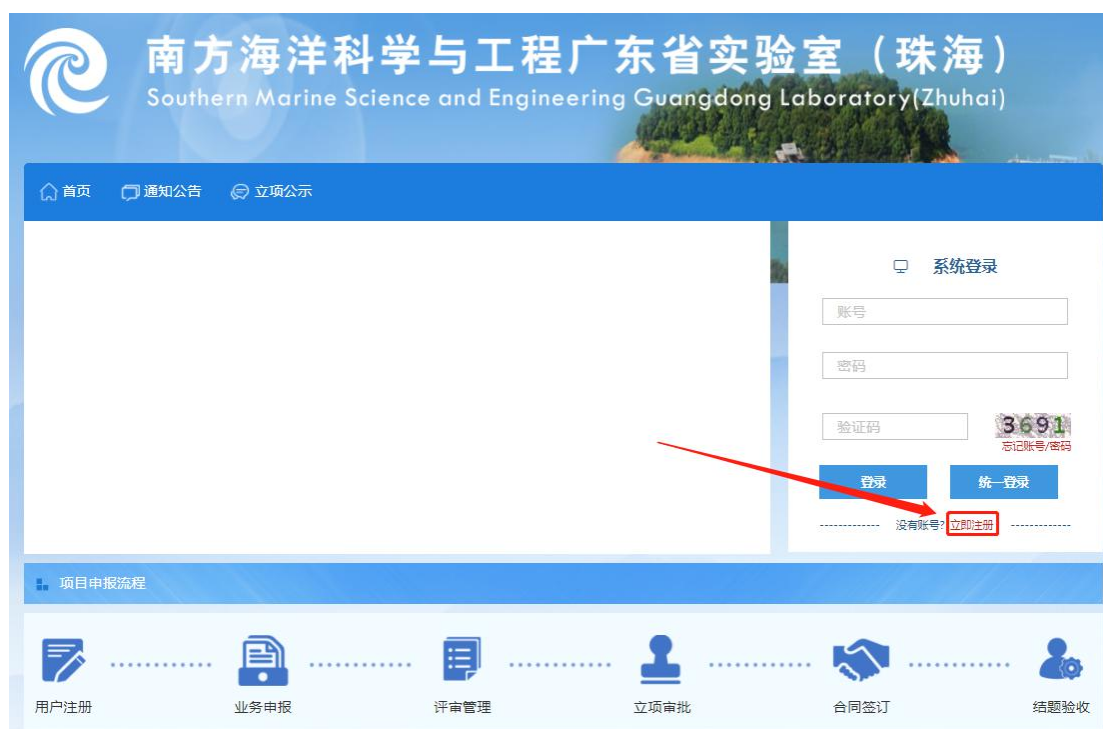 南方海洋科学与工程广东省实验室（珠海）
Southern Marine Science and Engineering Guangdong Laboratory(Zhuhai)
首页 通知公告 立项公示
系统登录
账号
密码
验证码 3691
忘记账号/密码
登录 统一登录
没有账号? 立即注册
项目申报流程
用户注册 业务申报 评审管理 立项审批 合同签订 结题验收